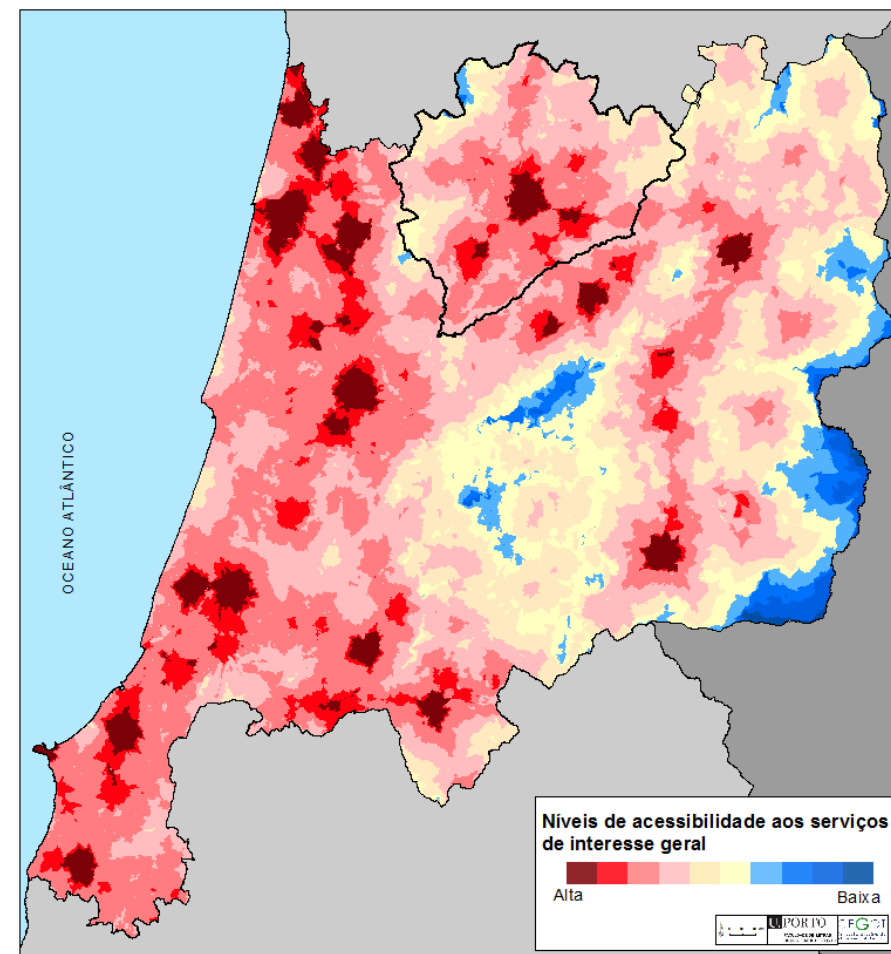 OCEANO ATLÂNTICO
Níveis de acessibilidade aos serviços
de interesse geral
Alta
Baixa
U.PORTO